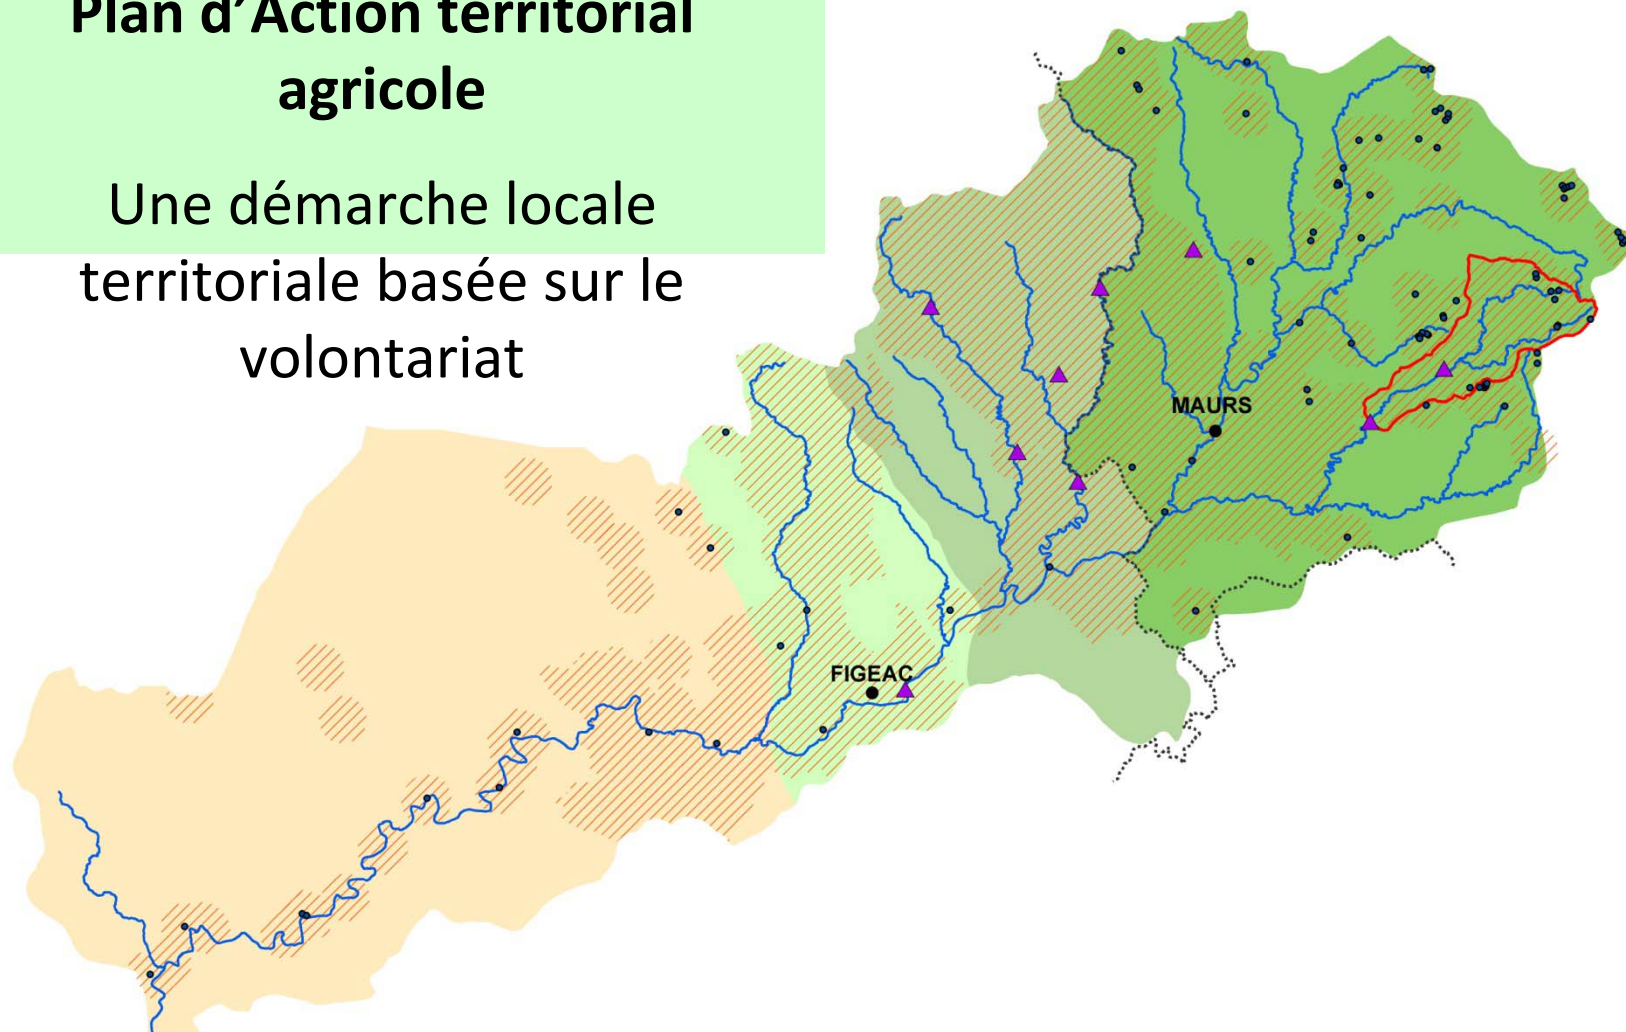 Plan d’Action territorial
agricole
Une démarche locale
territoriale basée sur le
volontariat
MAURS
FIGEAC